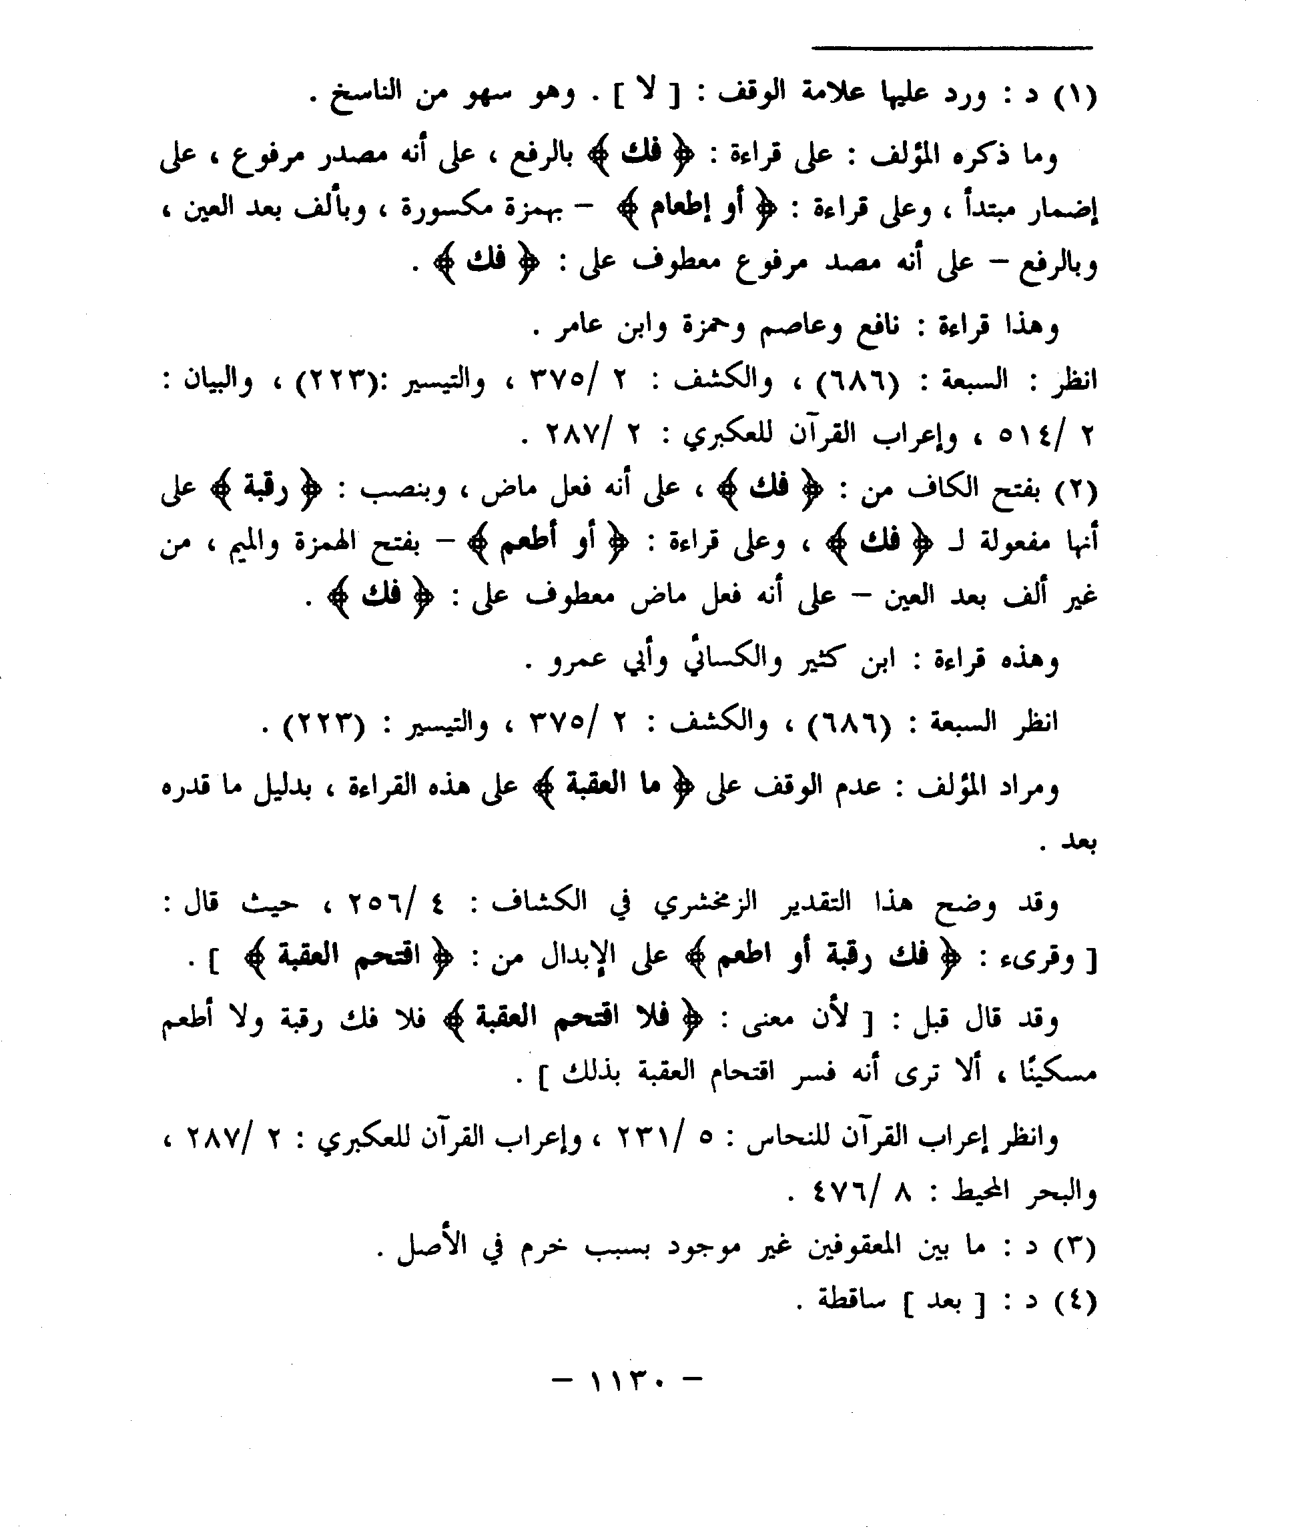 (١) د : ورد عليها علامة الوقف : [ لا ] . وهو سهو من الناسخ .
وما ذكره المؤلف : على قراءة : ﴿ فك ﴾ بالرفع ، على أنه مصدر مرفوع ، على
إضمار مبتدأ ، وعلى قراءة : ﴿ أو إطعام ﴾ – بهمزة مكسورة ، وبألف بعد العين ،
وبالرفع – على أنه مصد مرفوع معطوف على : ﴿ فك ﴾ .
وهذا قراءة : نافع وعاصم وحمزة وابن عامر .
انظر : السبعة : (٦٨٦) ، والكشف : ٢ /٣٧٥ ، والتيسير :(٢٢٣) ، والبيان :
٢ /٥١٤ ، وإعراب القرآن للعكبري : ٢ /٢٨٧ .
(٢) بفتح الكاف من : ﴿ فك ﴾ ، على أنه فعل ماض ، وبنصب : ﴿ رقبة ﴾ على
أنها مفعولة لـ ﴿ فك ﴾ ، وعلى قراءة : ﴿ أو أطعم ﴾ – بفتح الهمزة والميم ، من
غير ألف بعد العين – على أنه فعل ماض معطوف على : ﴿ فك ﴾ .
وهذه قراءة : ابن كثير والكسائي وأبي عمرو .
انظر السبعة : (٦٨٦) ، والكشف : ٢ /٣٧٥ ، والتيسير : (٢٢٣) .
ومراد المؤلف : عدم الوقف على ﴿ ما العقبة ﴾ على هذه القراءة ، بدليل ما قدره
بعد .
وقد وضح هذا التقدير الزمخشري في الكشاف : ٤ /٢٥٦ ، حيث قال :
[ وقرىء : ﴿ فك رقبة أو اطعم ﴾ على الإبدال من : ﴿ اقتحم العقبة ﴾ ] .
وقد قال قبل : [ لأن معنى : ﴿ فلا اقتحم العقبة ﴾ فلا فك رقبة ولا أطعم
مسكينًا ، ألا ترى أنه فسر اقتحام العقبة بذلك ] .
وانظر إعراب القرآن للنحاس : ٥ /٢٣١ ، وإعراب القرآن للعكبري : ٢ /٢٨٧ ،
والبحر المحيط : ٨ /٤٧٦ .
(٣) د : ما بين المعقوفين غير موجود بسبب خرم في الأصل .
(٤) د : [ بعد ] ساقطة .
– ١١٣٠ –